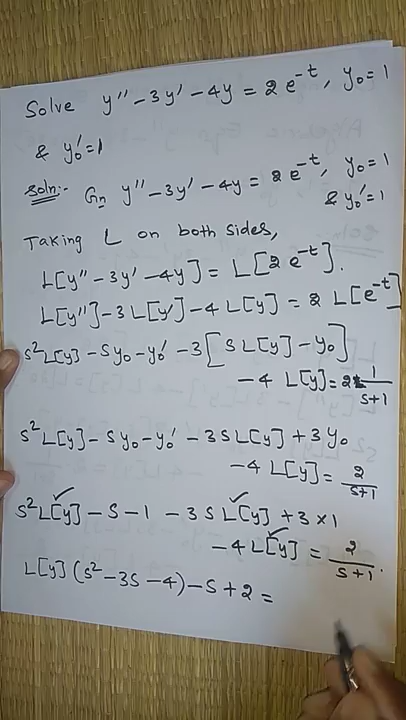 Solve y'' - 3y' - 4y = 2e^-t, y₀ = 1
& y₀' = 1
Soln:- Gn y'' - 3y' - 4y = 2e^-t, y₀ = 1
& y₀' = 1
Taking L on both sides,
L[y'' - 3y' - 4y] = L[2e^-t].
L[y''] - 3L[y'] - 4L[y] = 2L[e^-t]
s²L[y] - sy₀ - y₀' - 3[sL[y] - y₀]
- 4 L[y] = 2 1/(s+1)
s²L[y] - sy₀ - y₀' - 3sL[y] + 3y₀
- 4 L[y] = 2/(s+1)
s²L[y] - s - 1 - 3sL[y] + 3×1
- 4L[y] = 2/(s+1).
L[y](s² - 3s - 4) - s + 2 =